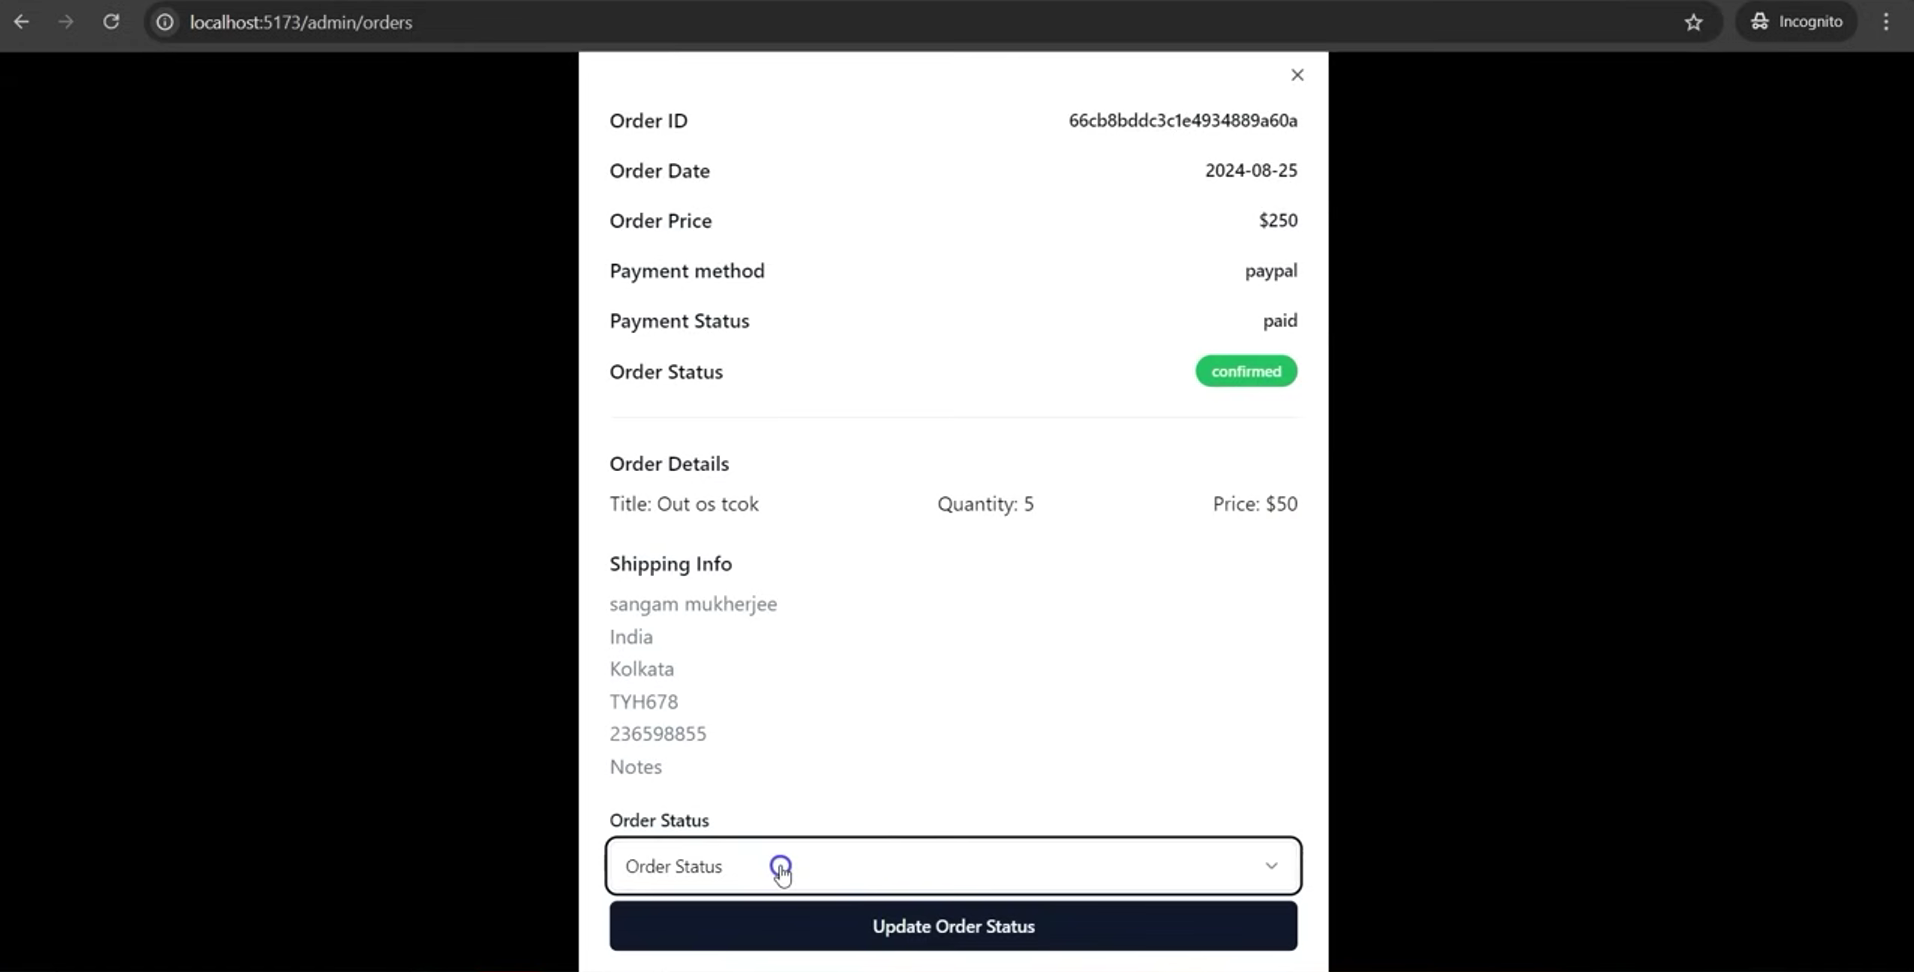 localhost:5173/admin/orders
Incognito
Order ID 66cb8bddc3c1e4934889a60a
Order Date 2024-08-25
Order Price $250
Payment method paypal
Payment Status paid
Order Status confirmed
Order Details
Title: Out os tcok Quantity: 5 Price: $50
Shipping Info
sangam mukherjee
India
Kolkata
TYH678
236598855
Notes
Order Status
Order Status
Update Order Status